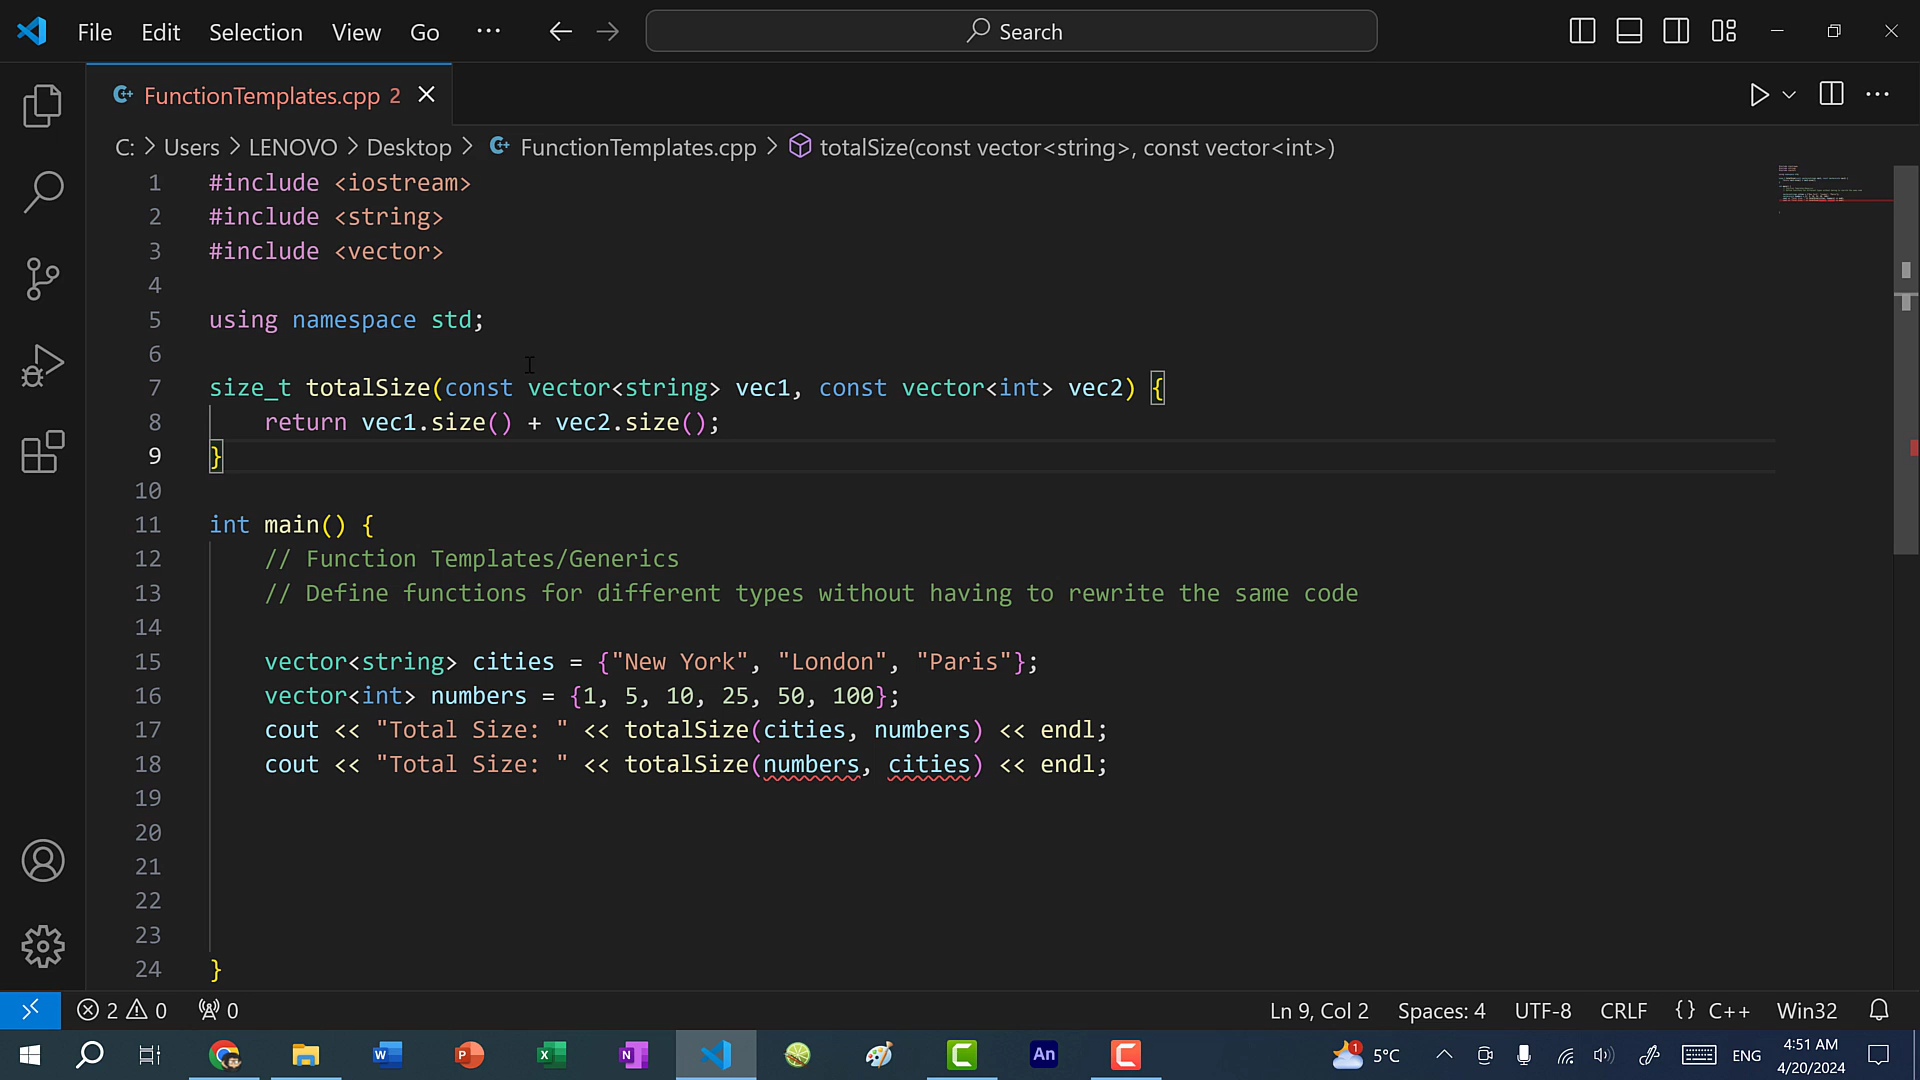 File Edit Selection View Go ··· Search
FunctionTemplates.cpp 2
C: > Users > LENOVO > Desktop > FunctionTemplates.cpp > totalSize(const vector<string>, const vector<int>)
1 #include <iostream>
2 #include <string>
3 #include <vector>
4
5 using namespace std;
6
7 size_t totalSize(const vector<string> vec1, const vector<int> vec2) {
8 return vec1.size() + vec2.size();
9 }
10
11 int main() {
12 // Function Templates/Generics
13 // Define functions for different types without having to rewrite the same code
14
15 vector<string> cities = {"New York", "London", "Paris"};
16 vector<int> numbers = {1, 5, 10, 25, 50, 100};
17 cout << "Total Size: " << totalSize(cities, numbers) << endl;
18 cout << "Total Size: " << totalSize(numbers, cities) << endl;
19
20
21
22
23
24 }
2 0 0 Ln 9, Col 2 Spaces: 4 UTF-8 CRLF {} C++ Win32
W P X N An C 1 5°C ENG 4:51 AM
4/20/2024